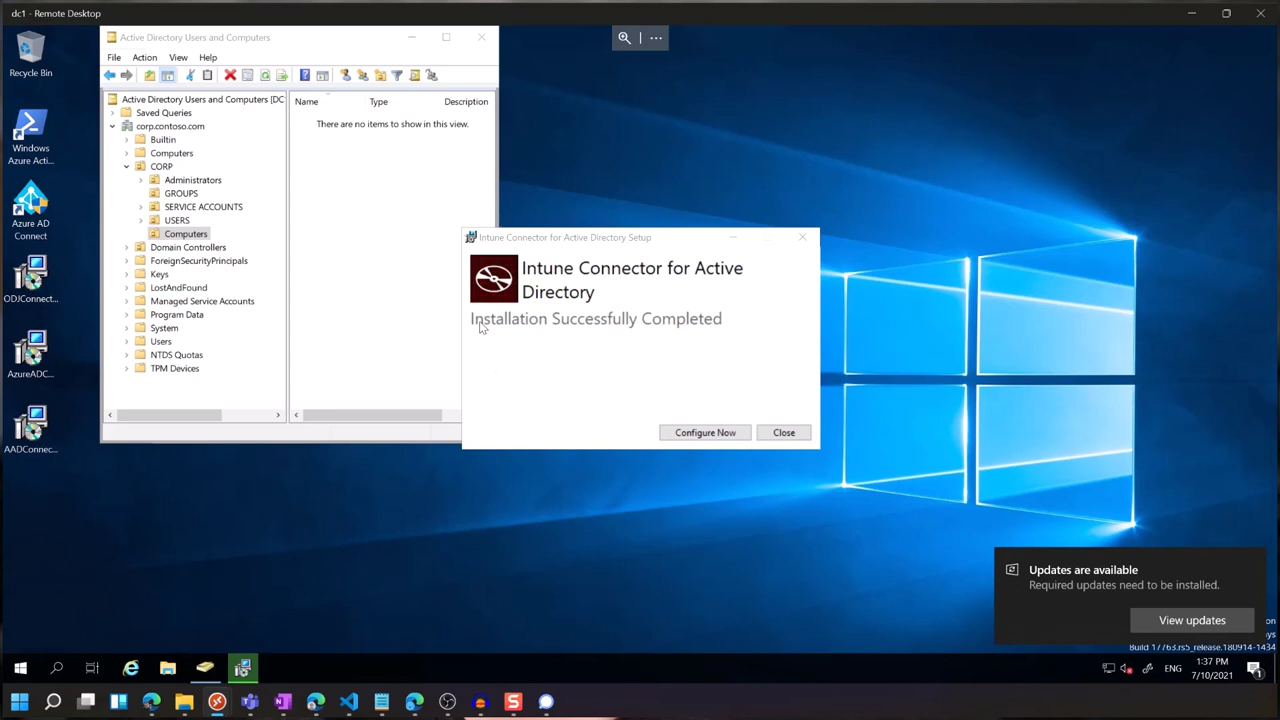 dc1 - Remote Desktop
Recycle Bin
Windows
Azure Acti...
Azure AD
Connect
ODJConnect...
AzureADC...
AADConnec...
Active Directory Users and Computers
File Action View Help
Active Directory Users and Computers [DC
Saved Queries
corp.contoso.com
Builtin
Computers
CORP
Administrators
GROUPS
SERVICE ACCOUNTS
USERS
Computers
Domain Controllers
ForeignSecurityPrincipals
Keys
LostAndFound
Managed Service Accounts
Program Data
System
Users
NTDS Quotas
TPM Devices
Name Type Description
There are no items to show in this view.
Intune Connector for Active Directory Setup
Intune Connector for Active
Directory
Installation Successfully Completed
Configure Now Close
Updates are available
Required updates need to be installed.
View updates
Build 17763.rs5_release.180914-1434
ENG
1:37 PM
7/10/2021